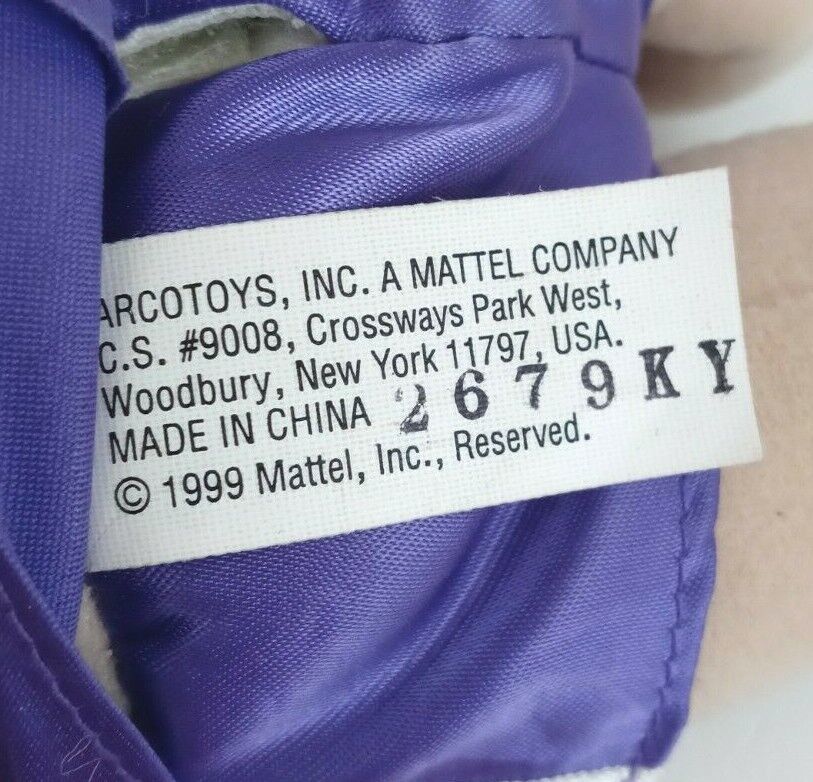 ARCOTOYS, INC. A MATTEL COMPANY
C.S. #9008, Crossways Park West,
Woodbury, New York 11797, USA.
MADE IN CHINA 2679KY
© 1999 Mattel, Inc., Reserved.